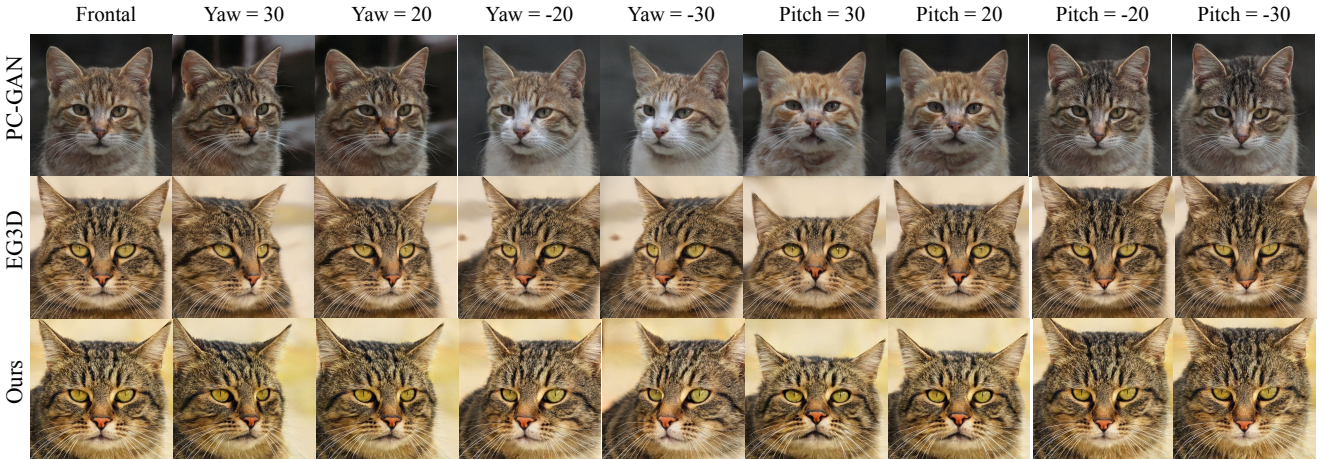 Frontal Yaw = 30 Yaw = 20 Yaw = -20 Yaw = -30 Pitch = 30 Pitch = 20 Pitch = -20 Pitch = -30
PC-GAN
EG3D
Ours